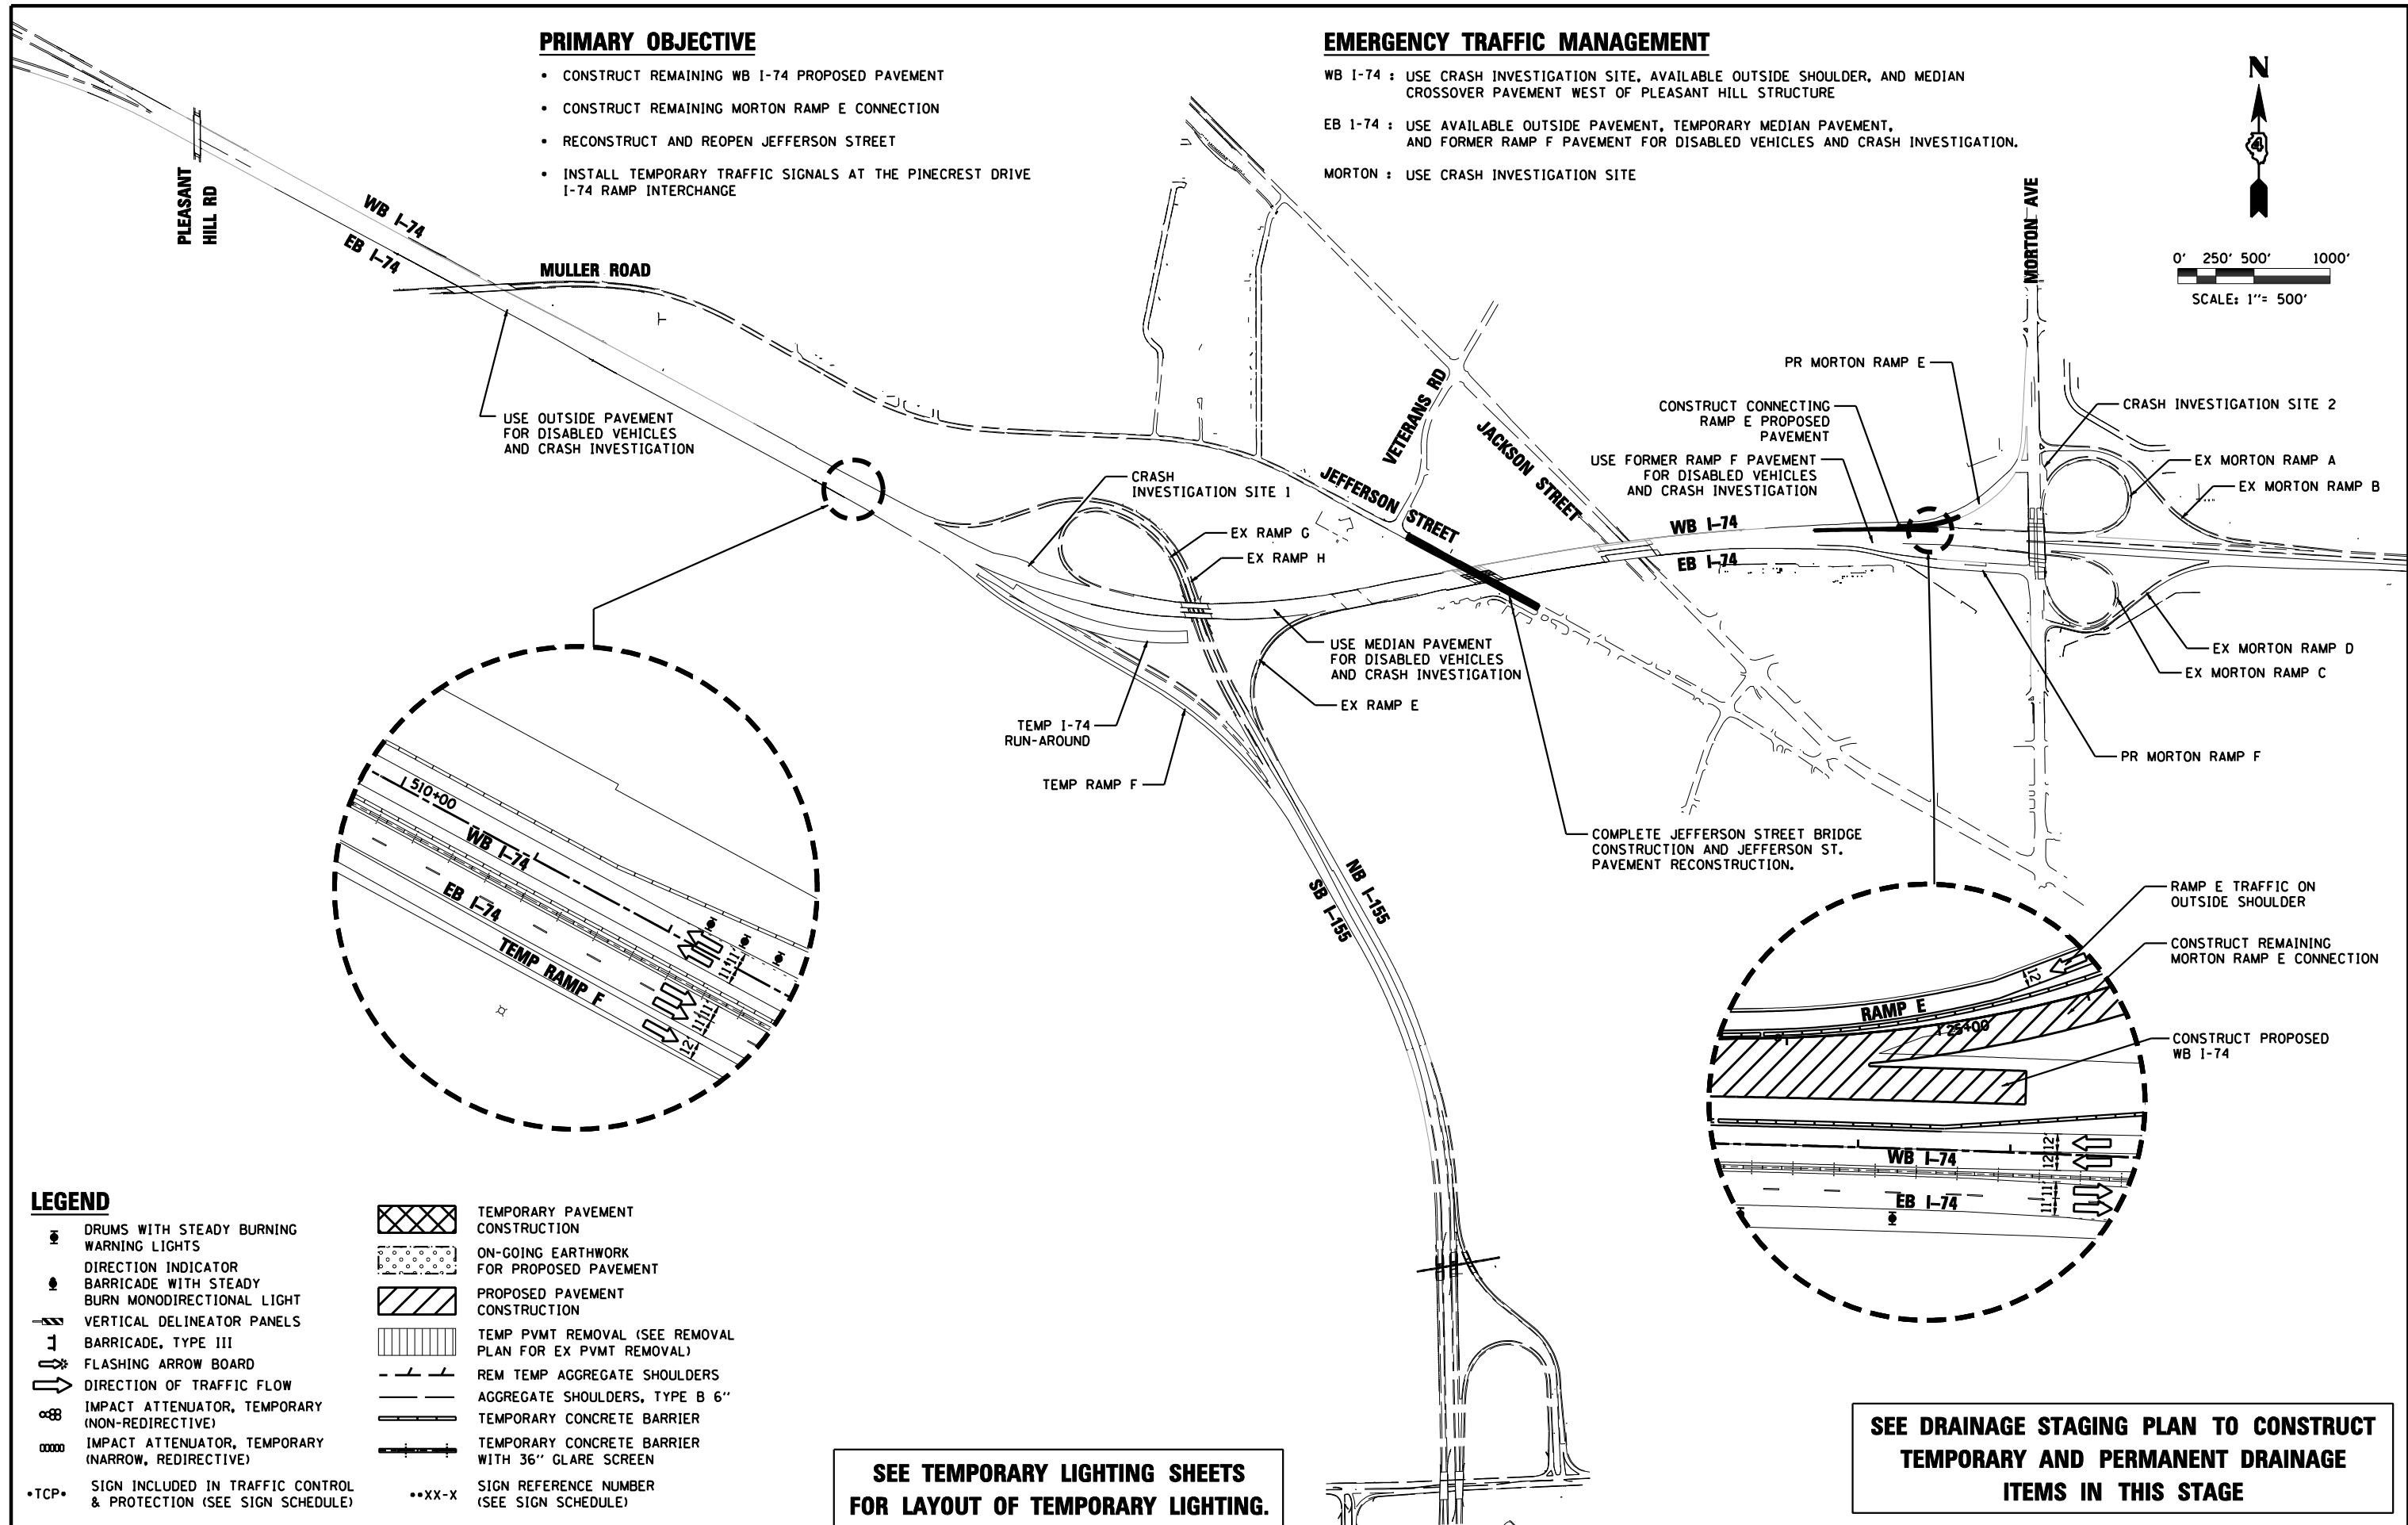 PRIMARY OBJECTIVE
• CONSTRUCT REMAINING WB I-74 PROPOSED PAVEMENT
• CONSTRUCT REMAINING MORTON RAMP E CONNECTION
• RECONSTRUCT AND REOPEN JEFFERSON STREET
• INSTALL TEMPORARY TRAFFIC SIGNALS AT THE PINECREST DRIVE
I-74 RAMP INTERCHANGE
EMERGENCY TRAFFIC MANAGEMENT
WB I-74 : USE CRASH INVESTIGATION SITE, AVAILABLE OUTSIDE SHOULDER, AND MEDIAN
CROSSOVER PAVEMENT WEST OF PLEASANT HILL STRUCTURE
EB I-74 : USE AVAILABLE OUTSIDE PAVEMENT, TEMPORARY MEDIAN PAVEMENT,
AND FORMER RAMP F PAVEMENT FOR DISABLED VEHICLES AND CRASH INVESTIGATION.
MORTON : USE CRASH INVESTIGATION SITE
N
4
0' 250' 500' 1000'
SCALE: 1"= 500'
PLEASANT
HILL RD
WB I-74
EB I-74
MULLER ROAD
USE OUTSIDE PAVEMENT
FOR DISABLED VEHICLES
AND CRASH INVESTIGATION
CRASH
INVESTIGATION SITE 1
EX RAMP G
EX RAMP H
VETERANS RD
JACKSON STREET
JEFFERSON STREET
MORTON AVE
PR MORTON RAMP E
CONSTRUCT CONNECTING
RAMP E PROPOSED
PAVEMENT
USE FORMER RAMP F PAVEMENT
FOR DISABLED VEHICLES
AND CRASH INVESTIGATION
CRASH INVESTIGATION SITE 2
EX MORTON RAMP A
EX MORTON RAMP B
WB I-74
EB I-74
USE MEDIAN PAVEMENT
FOR DISABLED VEHICLES
AND CRASH INVESTIGATION
EX RAMP E
TEMP I-74
RUN-AROUND
TEMP RAMP F
EX MORTON RAMP D
EX MORTON RAMP C
PR MORTON RAMP F
COMPLETE JEFFERSON STREET BRIDGE
CONSTRUCTION AND JEFFERSON ST.
PAVEMENT RECONSTRUCTION.
NB I-155
SB I-155
510+00
WB I-74
EB I-74
TEMP RAMP F
11'
11'
11'
11'
12'
RAMP E TRAFFIC ON
OUTSIDE SHOULDER
CONSTRUCT REMAINING
MORTON RAMP E CONNECTION
CONSTRUCT PROPOSED
WB I-74
12'
RAMP E
25+00
12'
12'
WB I-74
11'
11'
EB I-74
LEGEND
DRUMS WITH STEADY BURNING
WARNING LIGHTS
DIRECTION INDICATOR
BARRICADE WITH STEADY
BURN MONODIRECTIONAL LIGHT
VERTICAL DELINEATOR PANELS
BARRICADE, TYPE III
FLASHING ARROW BOARD
DIRECTION OF TRAFFIC FLOW
IMPACT ATTENUATOR, TEMPORARY
(NON-REDIRECTIVE)
IMPACT ATTENUATOR, TEMPORARY
(NARROW, REDIRECTIVE)
•TCP• SIGN INCLUDED IN TRAFFIC CONTROL
& PROTECTION (SEE SIGN SCHEDULE)
TEMPORARY PAVEMENT
CONSTRUCTION
ON-GOING EARTHWORK
FOR PROPOSED PAVEMENT
PROPOSED PAVEMENT
CONSTRUCTION
TEMP PVMT REMOVAL (SEE REMOVAL
PLAN FOR EX PVMT REMOVAL)
REM TEMP AGGREGATE SHOULDERS
AGGREGATE SHOULDERS, TYPE B 6"
TEMPORARY CONCRETE BARRIER
TEMPORARY CONCRETE BARRIER
WITH 36" GLARE SCREEN
••XX-X SIGN REFERENCE NUMBER
(SEE SIGN SCHEDULE)
SEE TEMPORARY LIGHTING SHEETS
FOR LAYOUT OF TEMPORARY LIGHTING.
SEE DRAINAGE STAGING PLAN TO CONSTRUCT
TEMPORARY AND PERMANENT DRAINAGE
ITEMS IN THIS STAGE